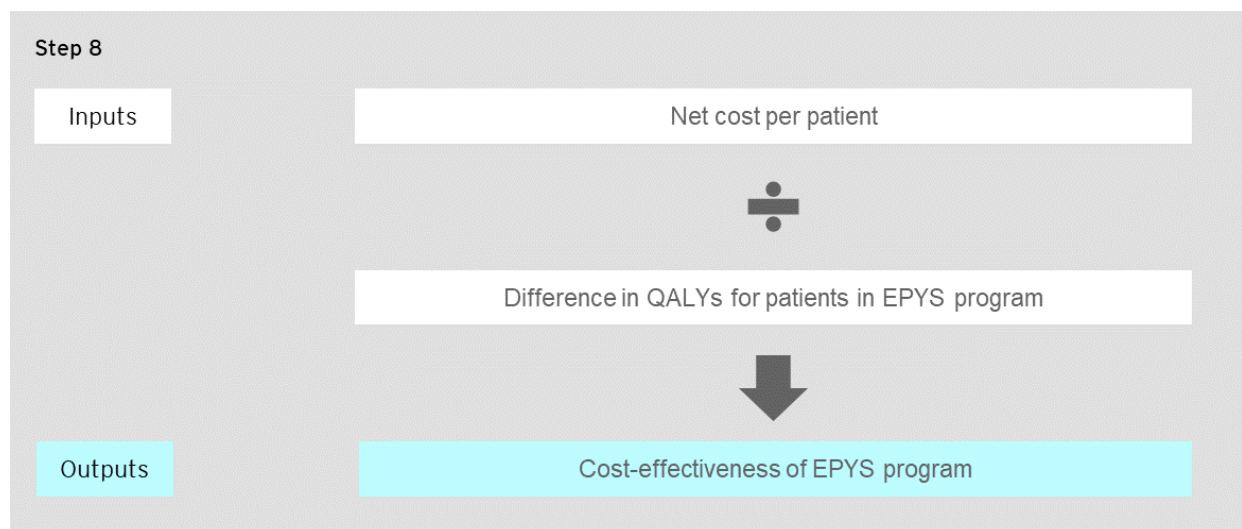 Step 8
Inputs
Net cost per patient
Difference in QALYs for patients in EPYS program
Outputs
Cost-effectiveness of EPYS program